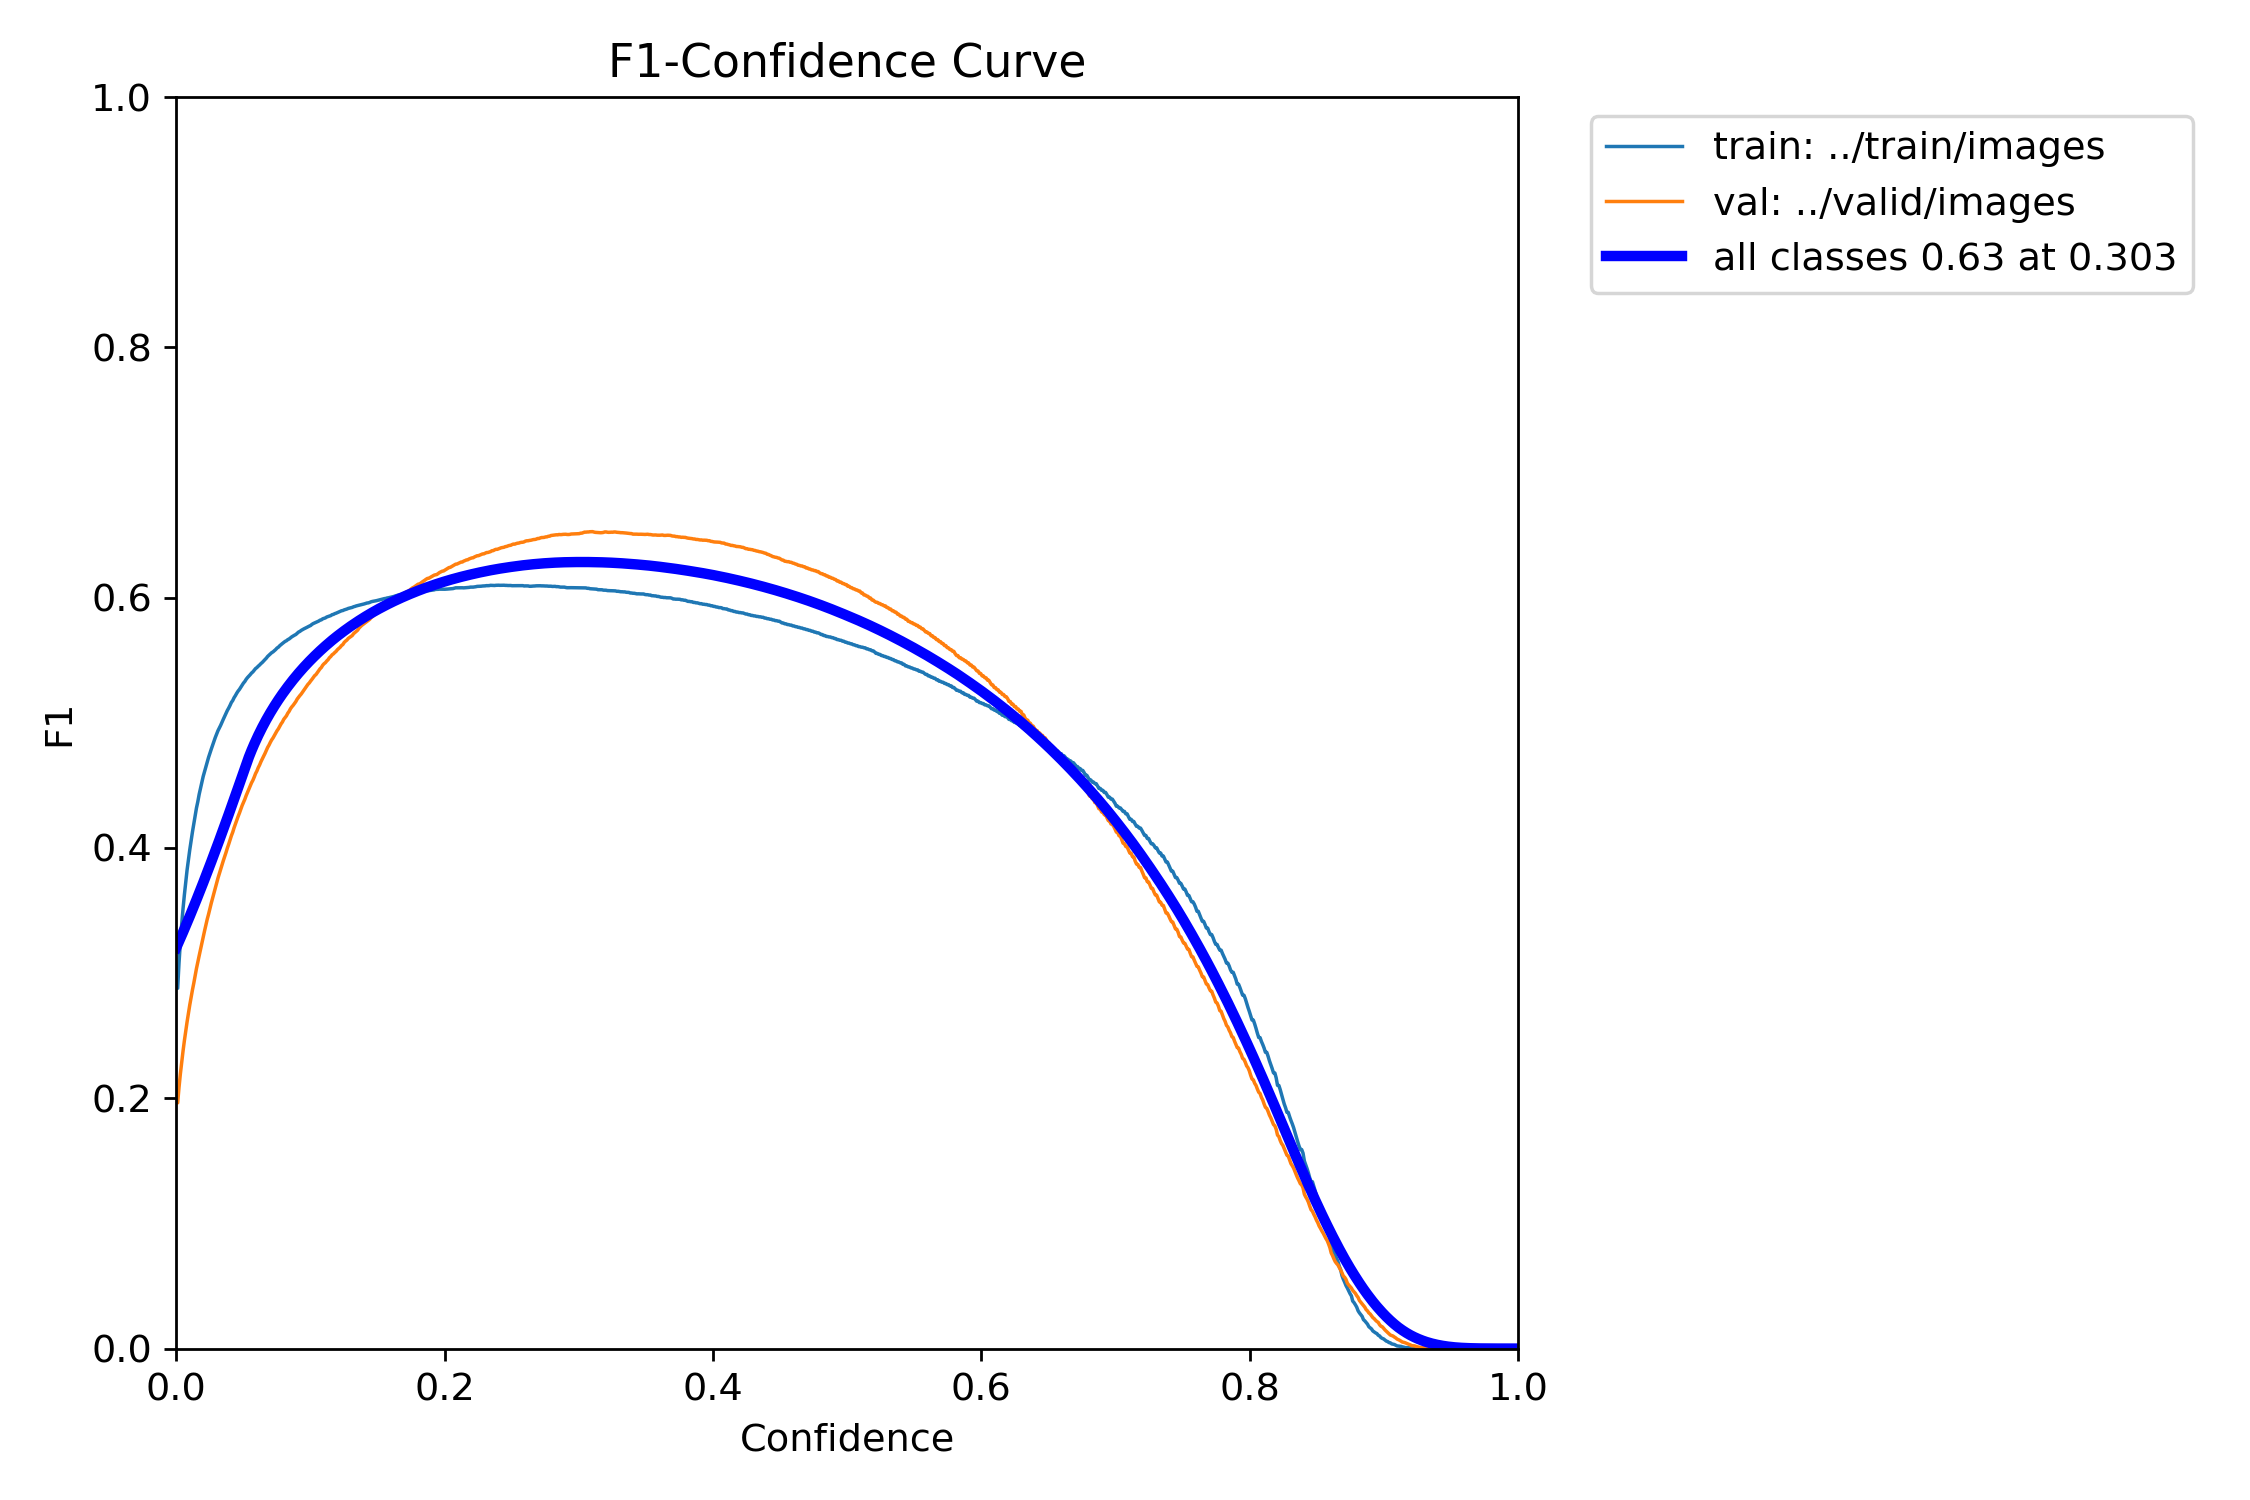 F1-Confidence Curve
1.0
0.8
0.6
0.4
0.2
0.0
F1
0.0 0.2 0.4 0.6 0.8 1.0
Confidence
train: ../train/images
val: ../valid/images
all classes 0.63 at 0.303